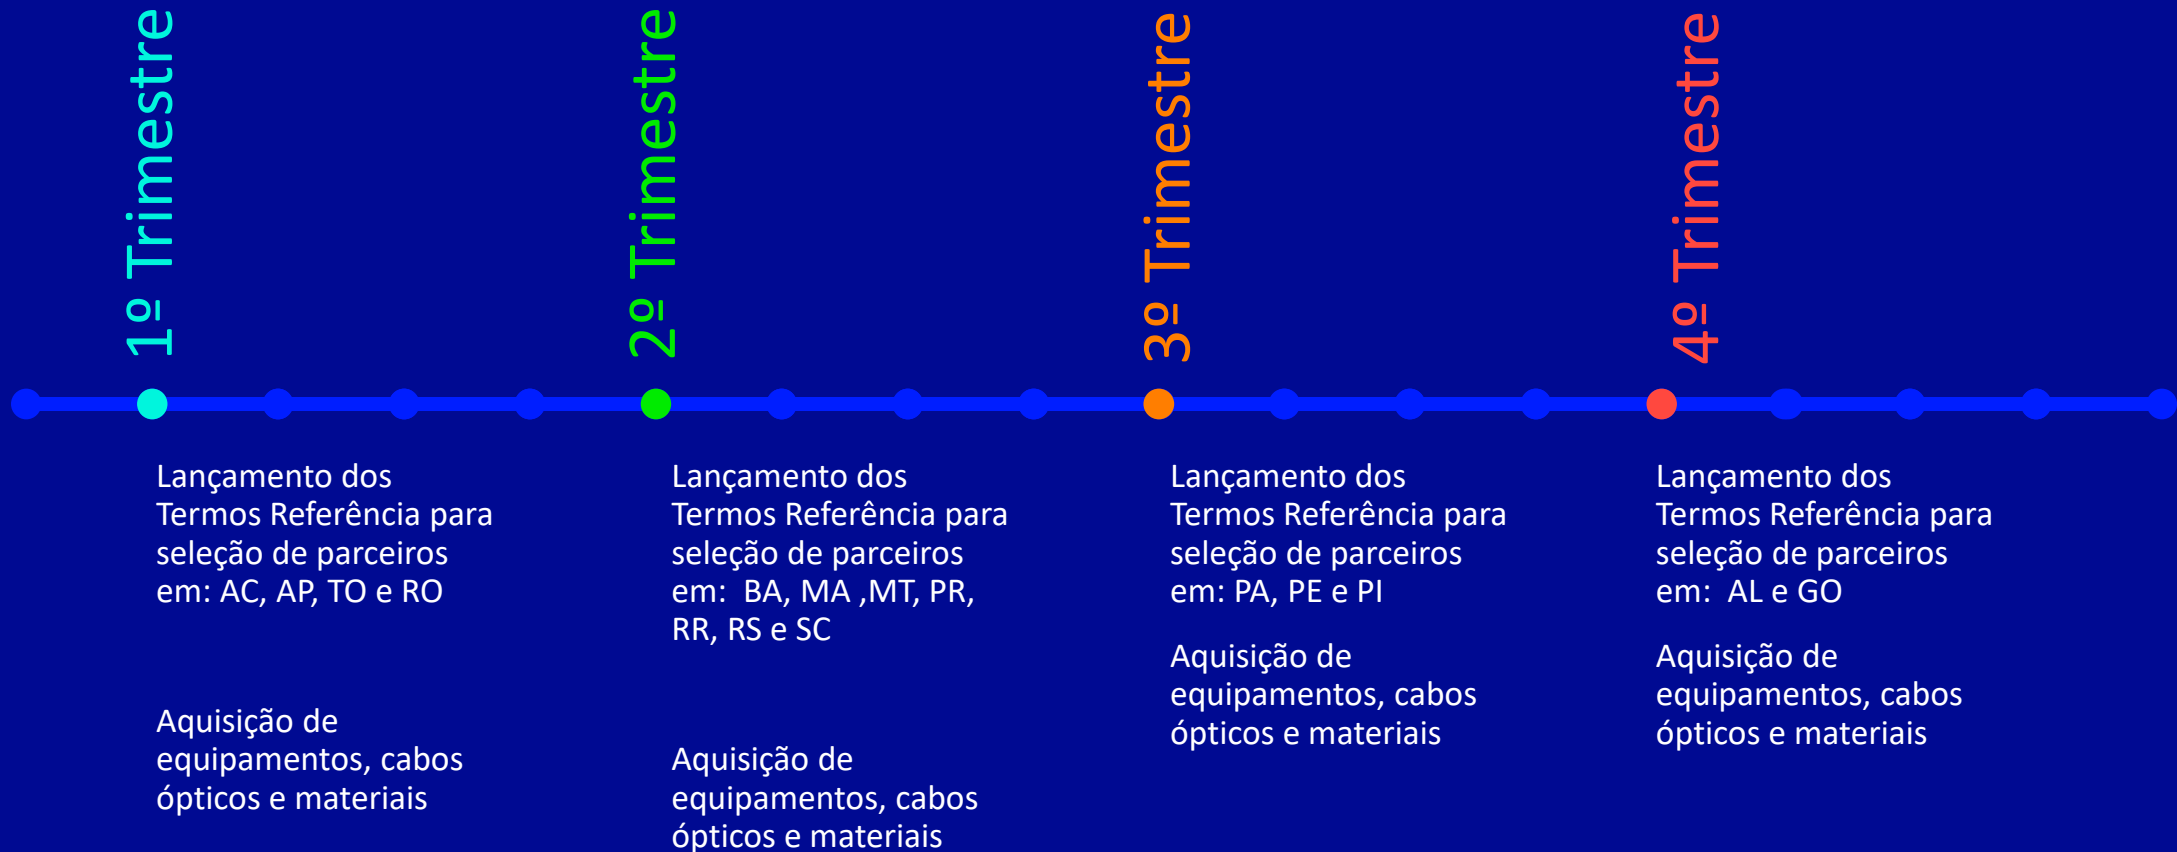 1º Trimestre
Lançamento dos
Termos Referência para
seleção de parceiros
em: AC, AP, TO e RO
Aquisição de
equipamentos, cabos
ópticos e materiais
2º Trimestre
Lançamento dos
Termos Referência para
seleção de parceiros
em:  BA, MA ,MT, PR,
RR, RS e SC
Aquisição de
equipamentos, cabos
ópticos e materiais
3º Trimestre
Lançamento dos
Termos Referência para
seleção de parceiros
em: PA, PE e PI
Aquisição de
equipamentos, cabos
ópticos e materiais
4º Trimestre
Lançamento dos
Termos Referência para
seleção de parceiros
em:  AL e GO
Aquisição de
equipamentos, cabos
ópticos e materiais